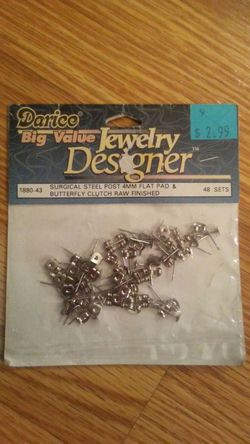 Darice
$ 2.99
Big Value
Jewelry
Designer™
1880-43
SURGICAL STEEL POST 4MM FLAT PAD &
BUTTERFLY CLUTCH RAW FINISHED
48 SETS